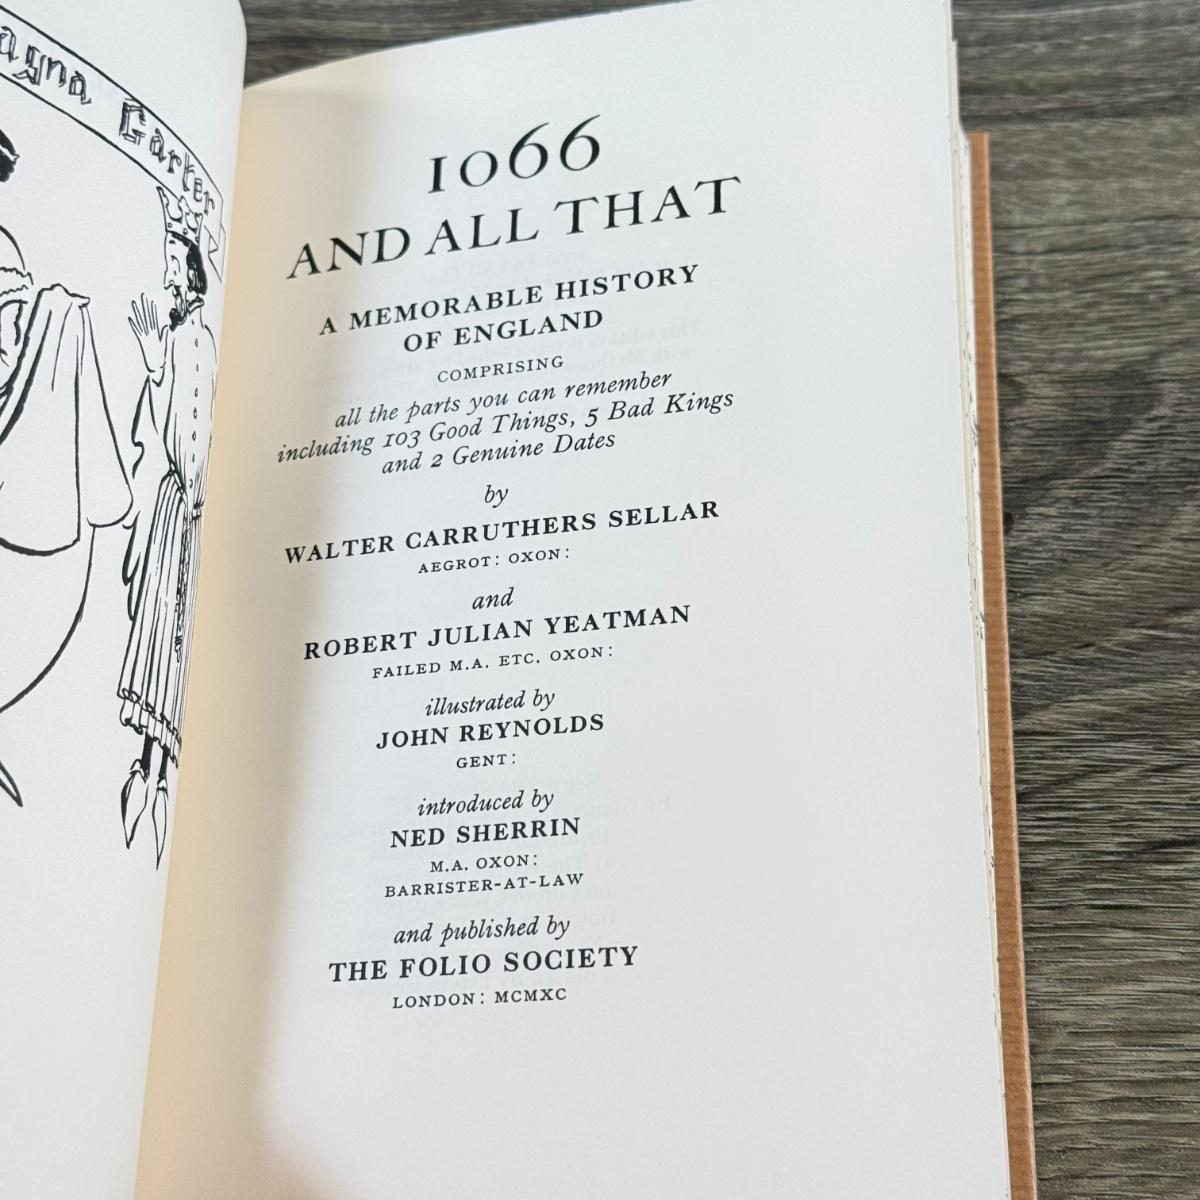 agna Garter
1066
AND ALL THAT
A MEMORABLE HISTORY
OF ENGLAND
COMPRISING
all the parts you can remember
including 103 Good Things, 5 Bad Kings
and 2 Genuine Dates
by
WALTER CARRUTHERS SELLAR
AEGROT: OXON:
and
ROBERT JULIAN YEATMAN
FAILED M.A. ETC. OXON:
illustrated by
JOHN REYNOLDS
GENT:
introduced by
NED SHERRIN
M.A. OXON:
BARRISTER-AT-LAW
and published by
THE FOLIO SOCIETY
LONDON: MCMXC